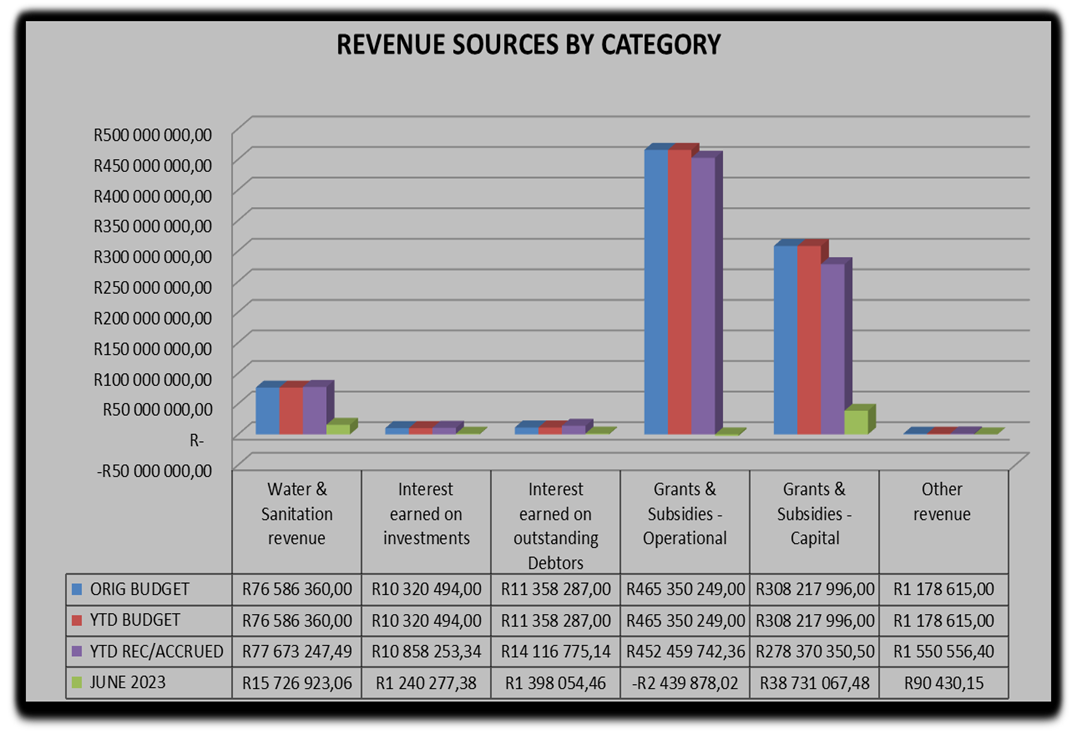 REVENUE SOURCES BY CATEGORY
R500 000 000,00
R450 000 000,00
R400 000 000,00
R350 000 000,00
R300 000 000,00
R250 000 000,00
R200 000 000,00
R150 000 000,00
R100 000 000,00
R50 000 000,00
R-
-R50 000 000,00
Water &
Sanitation
revenue
Interest
earned on
investments
Interest
earned on
outstanding
Debtors
Grants &
Subsidies -
Operational
Grants &
Subsidies -
Capital
Other
revenue
ORIG BUDGET R76 586 360,00 R10 320 494,00 R11 358 287,00 R465 350 249,00 R308 217 996,00 R1 178 615,00
YTD BUDGET R76 586 360,00 R10 320 494,00 R11 358 287,00 R465 350 249,00 R308 217 996,00 R1 178 615,00
YTD REC/ACCRUED R77 673 247,49 R10 858 253,34 R14 116 775,14 R452 459 742,36 R278 370 350,50 R1 550 556,40
JUNE 2023 R15 726 923,06 R1 240 277,38 R1 398 054,46 -R2 439 878,02 R38 731 067,48 R90 430,15